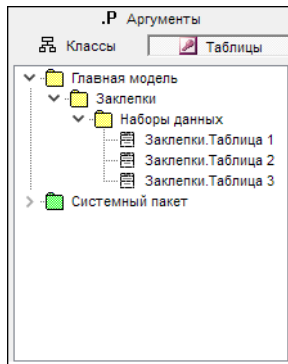 .P Аргументы
Классы Таблицы
Главная модель
Заклепки
Наборы данных
Заклепки.Таблица 1
Заклепки.Таблица 2
Заклепки.Таблица 3
Системный пакет